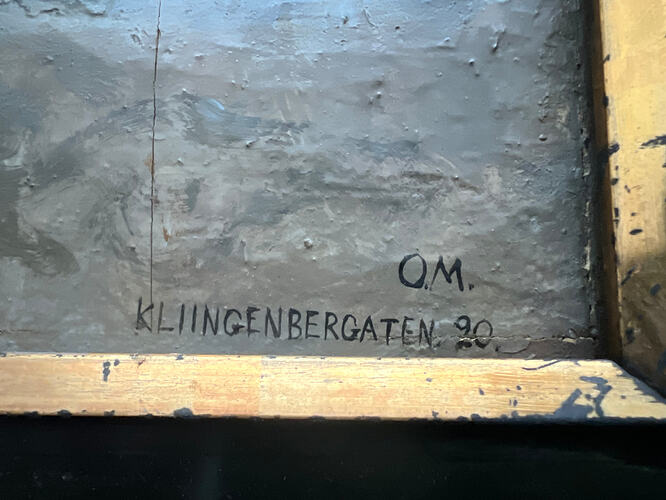 O.M.
KLIINGENBERGATEN. 20.